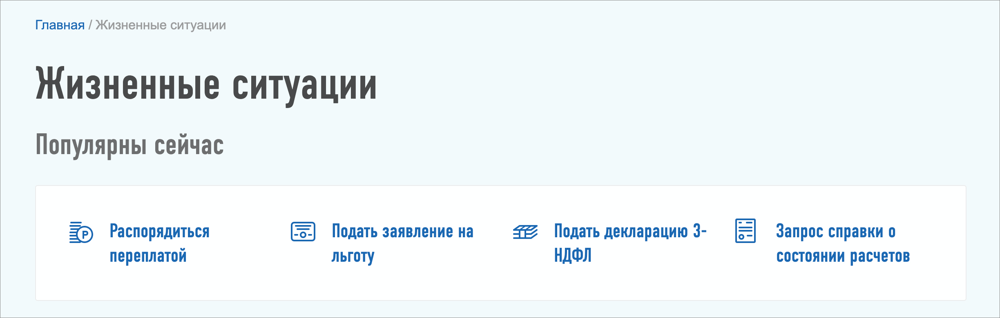 Главная / Жизненные ситуации
Жизненные ситуации
Популярны сейчас
Распорядиться
переплатой
Подать заявление на
льготу
Подать декларацию 3-
НДФЛ
Запрос справки о
состоянии расчетов